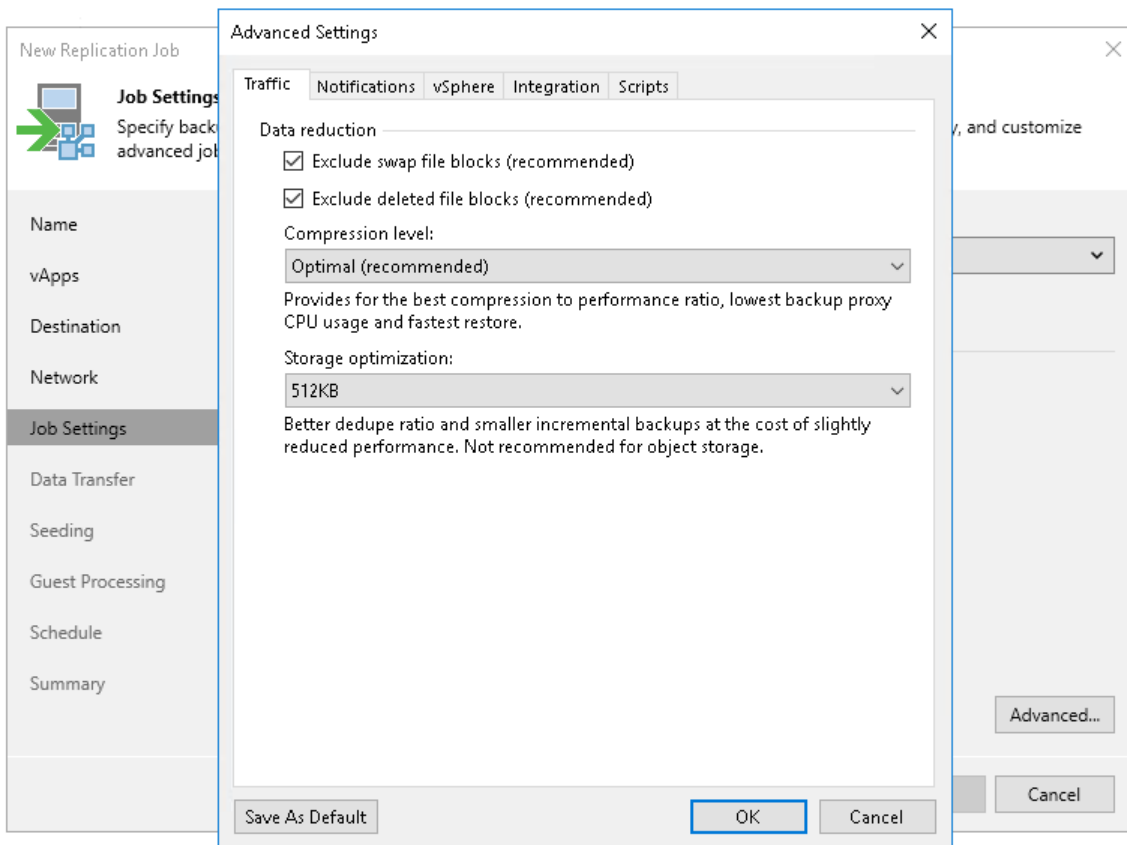 New Replication Job
Job Settings
Specify back
advanced job
y, and customize
Name
vApps
Destination
Network
Job Settings
Data Transfer
Seeding
Guest Processing
Schedule
Summary
Advanced Settings
Traffic Notifications vSphere Integration Scripts
Data reduction
Exclude swap file blocks (recommended)
Exclude deleted file blocks (recommended)
Compression level:
Optimal (recommended)
Provides for the best compression to performance ratio, lowest backup proxy
CPU usage and fastest restore.
Storage optimization:
512KB
Better dedupe ratio and smaller incremental backups at the cost of slightly
reduced performance. Not recommended for object storage.
Save As Default OK Cancel
Advanced...
Cancel